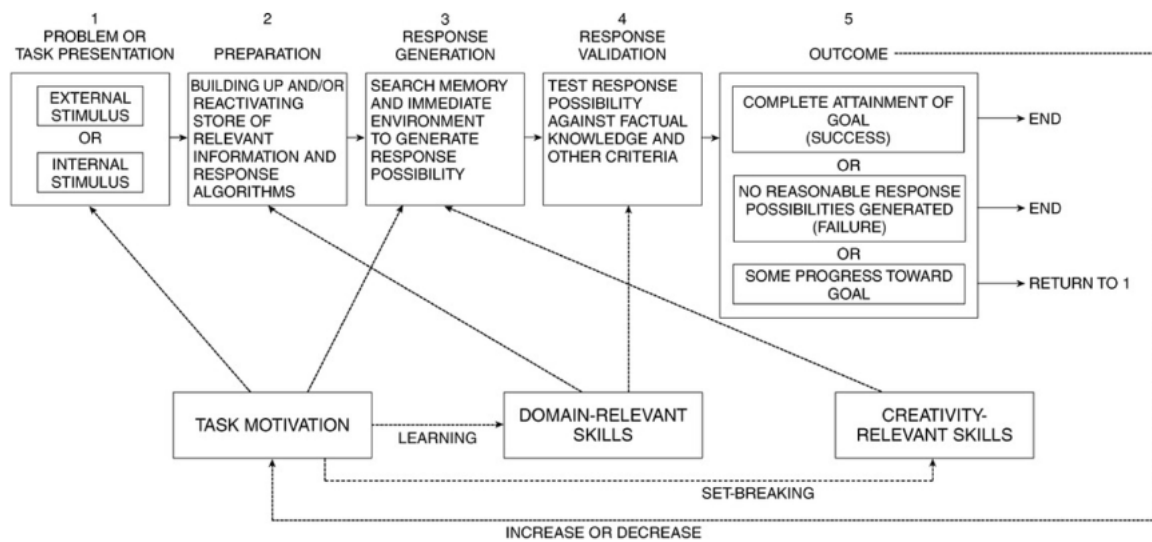 1
PROBLEM OR
TASK PRESENTATION
EXTERNAL
STIMULUS
OR
INTERNAL
STIMULUS
2
PREPARATION
BUILDING UP AND/OR
REACTIVATING
STORE OF
RELEVANT
INFORMATION AND
RESPONSE
ALGORITHMS
3
RESPONSE
GENERATION
SEARCH MEMORY
AND IMMEDIATE
ENVIRONMENT
TO GENERATE
RESPONSE
POSSIBILITY
4
RESPONSE
VALIDATION
TEST RESPONSE
POSSIBILITY
AGAINST FACTUAL
KNOWLEDGE AND
OTHER CRITERIA
5
OUTCOME
COMPLETE ATTAINMENT OF
GOAL
(SUCCESS)
END
OR
NO REASONABLE RESPONSE
POSSIBILITIES GENERATED
(FAILURE)
END
OR
SOME PROGRESS TOWARD
GOAL
RETURN TO 1
TASK MOTIVATION
LEARNING
DOMAIN-RELEVANT
SKILLS
CREATIVITY-
RELEVANT SKILLS
SET-BREAKING
INCREASE OR DECREASE